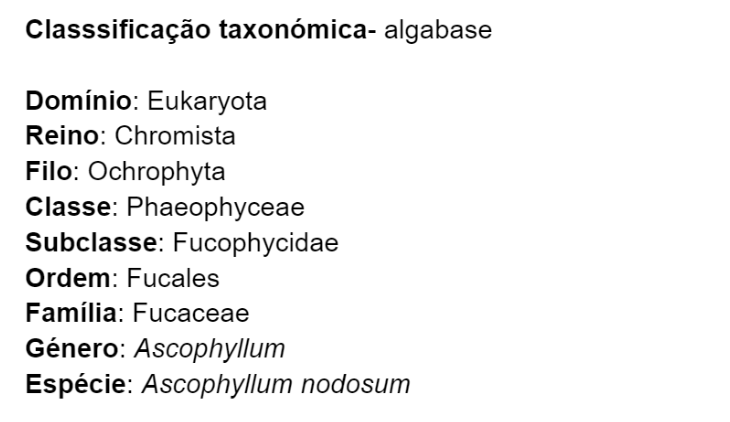 Classsificação taxonómica- algabase
Domínio: Eukaryota
Reino: Chromista
Filo: Ochrophyta
Classe: Phaeophyceae
Subclasse: Fucophycidae
Ordem: Fucales
Família: Fucaceae
Género: Ascophyllum
Espécie: Ascophyllum nodosum